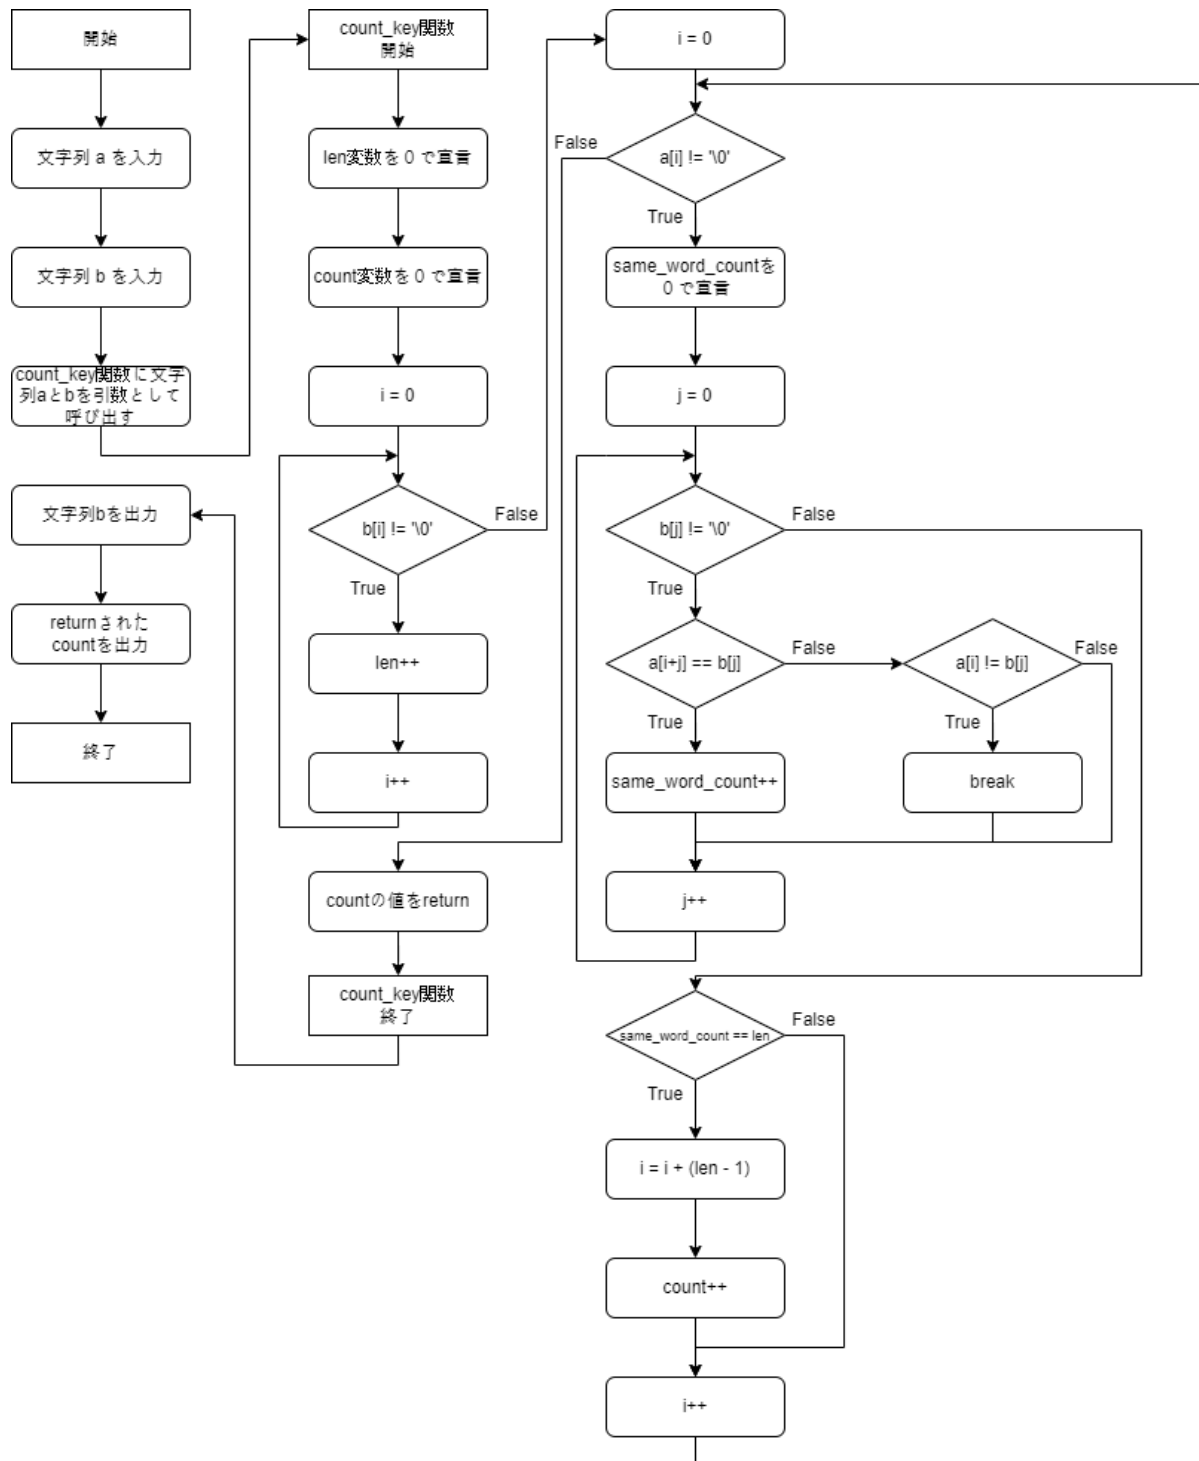 開始
文字列 a を入力
文字列 b を入力
count_key関数に文字
列aとbを引数として
呼び出す
文字列bを出力
returnされた
countを出力
終了
count_key関数
開始
len変数を０で宣言
count変数を０で宣言
i = 0
b[i] != '\0'
False
True
len++
i++
countの値をreturn
count_key関数
終了
i = 0
a[i] != '\0'
False
True
same_word_countを
０で宣言
j = 0
b[j] != '\0'
False
True
a[i+j] == b[j]
False
True
a[i] != b[j]
False
True
same_word_count++
break
j++
same_word_count == len
False
True
i = i + (len - 1)
count++
i++